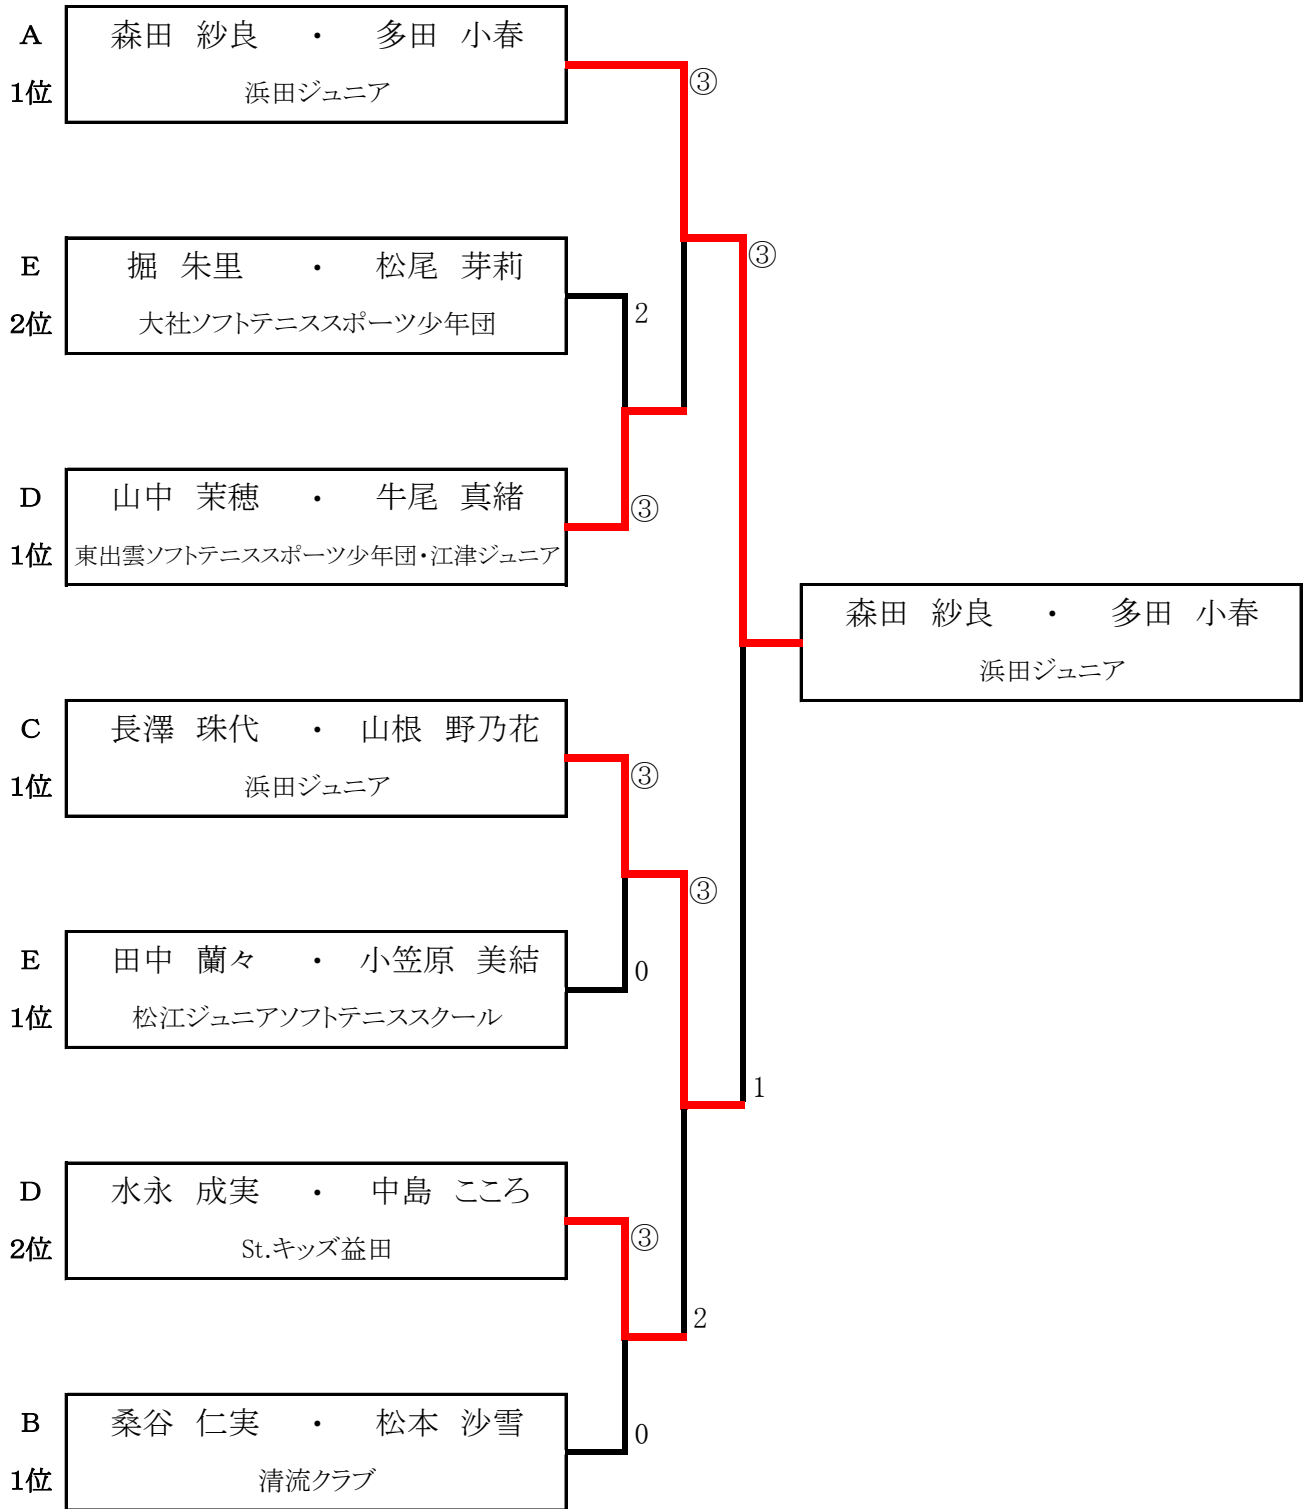 A
森田 紗良 ・ 多田 小春
1位
浜田ジュニア
③
E
掘 朱里 ・ 松尾 芽莉
③
2位
大社ソフトテニススポーツ少年団
2
D
山中 茉穂 ・ 牛尾 真緒
③
1位
東出雲ソフトテニススポーツ少年団・江津ジュニア
森田 紗良 ・ 多田 小春
浜田ジュニア
C
長澤 珠代 ・ 山根 野乃花
1位
浜田ジュニア
③
③
E
田中 蘭々 ・ 小笠原 美結
0
1位
松江ジュニアソフトテニススクール
1
D
水永 成実 ・ 中島 こころ
2位
St.キッズ益田
③
2
B
桑谷 仁実 ・ 松本 沙雪
0
1位
清流クラブ